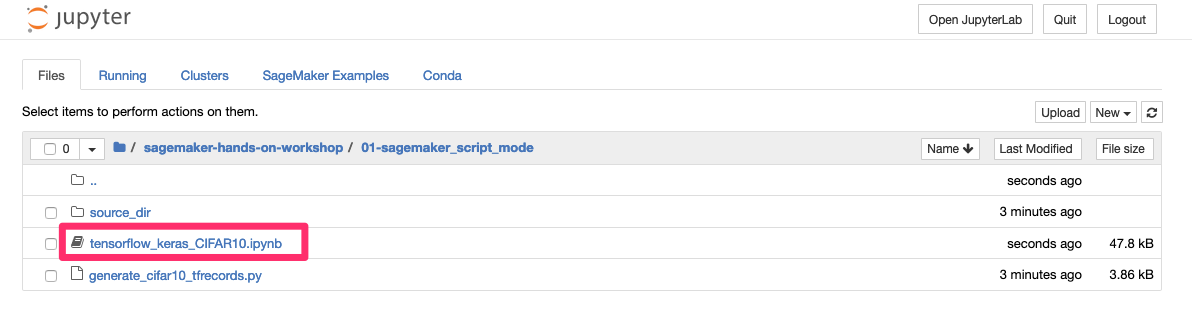 jupyter Open JupyterLab Quit Logout
Files Running Clusters SageMaker Examples Conda
Select items to perform actions on them. Upload New
0 / sagemaker-hands-on-workshop / 01-sagemaker_script_mode Name Last Modified File size
.. seconds ago
source_dir 3 minutes ago
tensorflow_keras_CIFAR10.ipynb seconds ago 47.8 kB
generate_cifar10_tfrecords.py 3 minutes ago 3.86 kB